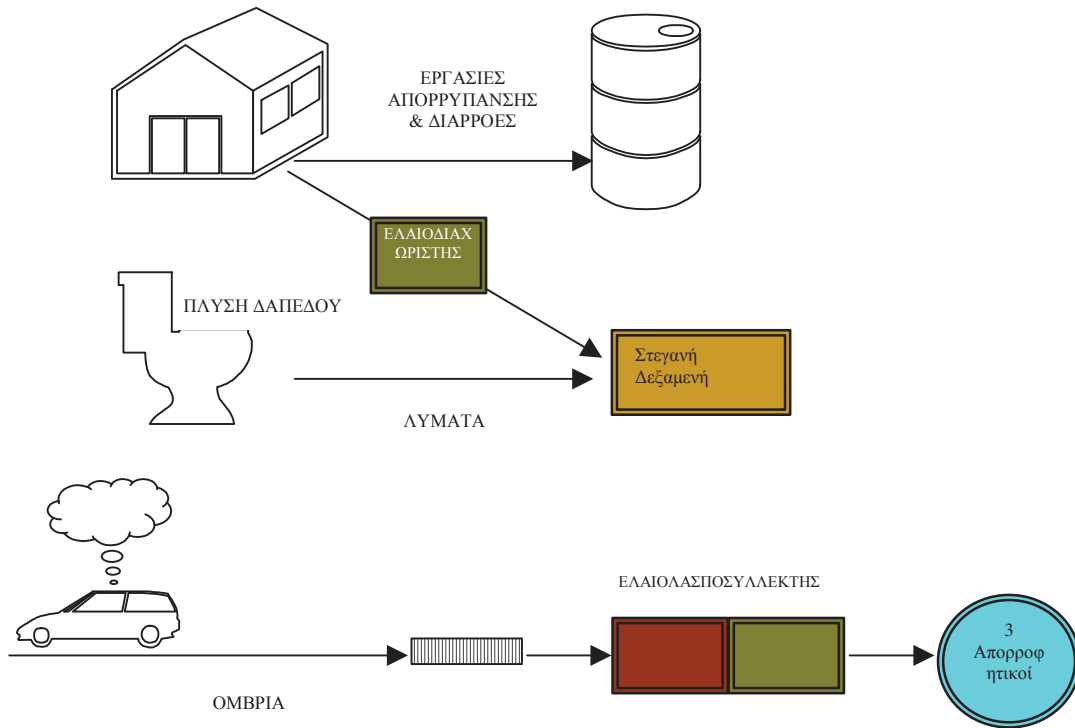 ΕΡΓΑΣΙΕΣ
ΑΠΟΡΡΥΠΑΝΣΗΣ
& ΔΙΑΡΡΟΕΣ
ΕΛΑΙΟΔΙΑΧ
ΩΡΙΣΤΗΣ
ΠΛΥΣΗ ΔΑΠΕΔΟΥ
Στεγανή
Δεξαμενή
ΛΥΜΑΤΑ
ΕΛΑΙΟΛΑΣΠΟΣΥΛΛΕΚΤΗΣ
3
Απορροφ
ητικοί
ΟΜΒΡΙΑ